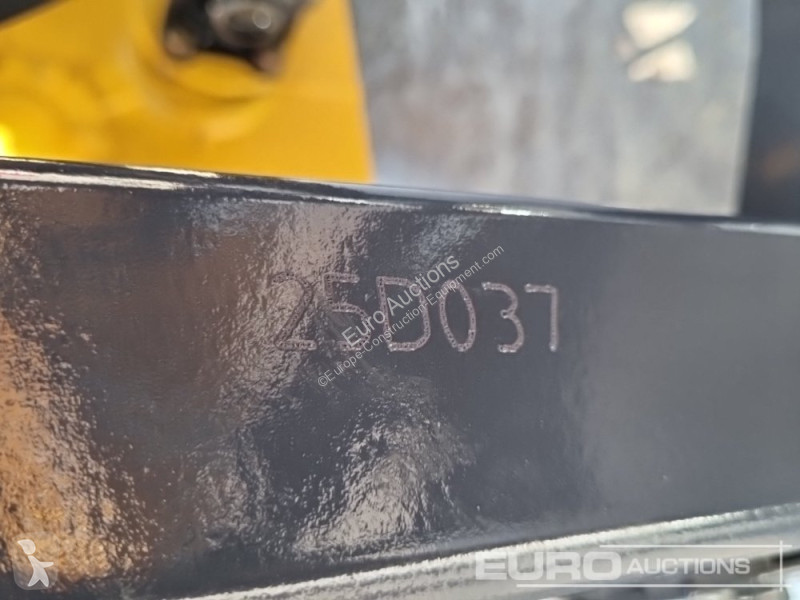 25D037
Euro Auctions
©Europe-Construction-Equipment.com
EURO AUCTIONS